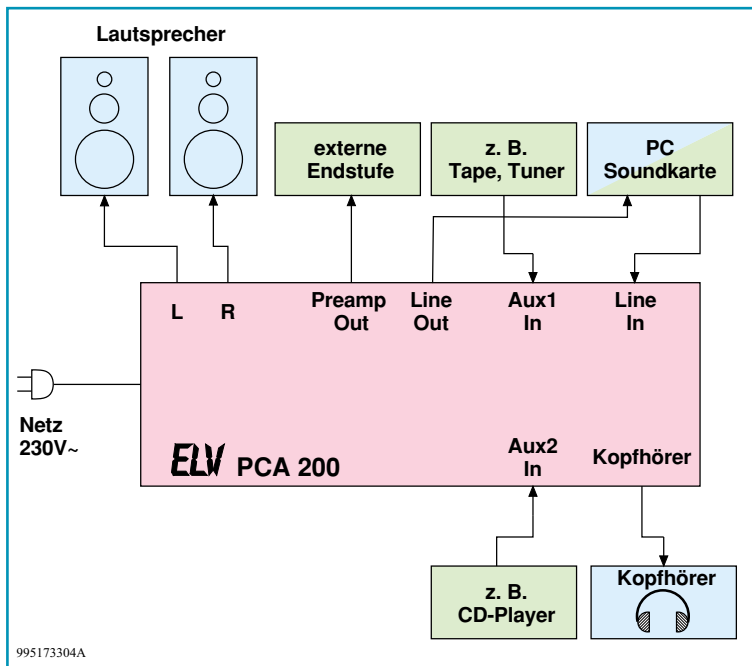 Lautsprecher
externe
Endstufe
z. B.
Tape, Tuner
PC
Soundkarte
L
R
Preamp
Out
Line
Out
Aux1
In
Line
In
Netz
230V~
ELV PCA 200
Aux2
In
Kopfhörer
z. B.
CD-Player
Kopfhörer
995173304A